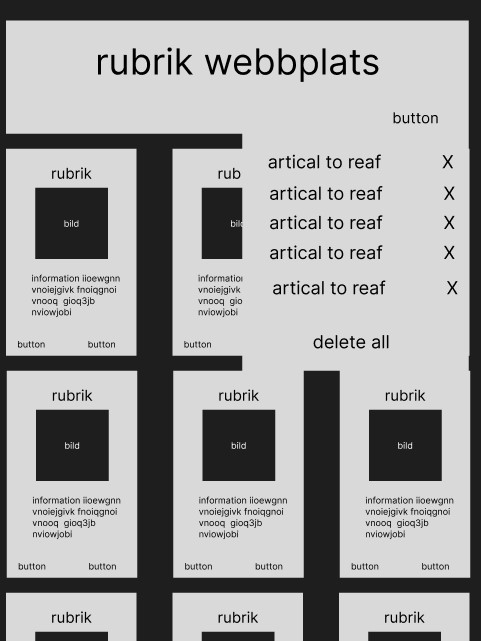 rubrik webbplats
button
artical to reaf X
artical to reaf X
artical to reaf X
artical to reaf X
artical to reaf X
delete all
rubrik
bild
information iioewgnn
vnoiejgivk fnoiqgnoi
vnooq gioq3jb
nviowjobi
button button
rub
bild
informatio
vnoiejgivk
vnooq gio
nviowjobi
button
rubrik
bild
information iioewgnn
vnoiejgivk fnoiqgnoi
vnooq gioq3jb
nviowjobi
button button
rubrik
bild
information iioewgnn
vnoiejgivk fnoiqgnoi
vnooq gioq3jb
nviowjobi
button button
rubrik
bild
information iioewgnn
vnoiejgivk fnoiqgnoi
vnooq gioq3jb
nviowjobi
button button
rubrik
rubrik
rubrik